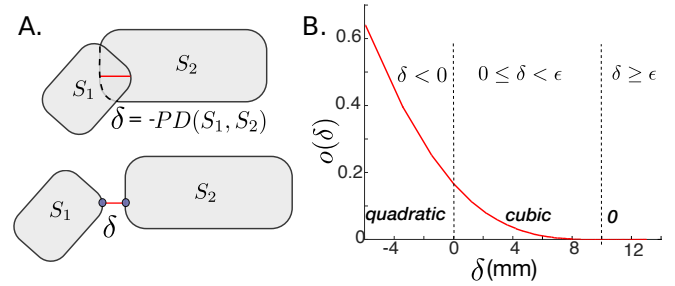 A.
S₁
S₂
δ = -PD(S₁, S₂)
S₁
S₂
δ
B.
o(δ)
0.6
0.4
0.2
0
δ < 0
0 ≤ δ < ϵ
δ ≥ ϵ
quadratic
cubic
0
-4
0
4
8
12
δ(mm)